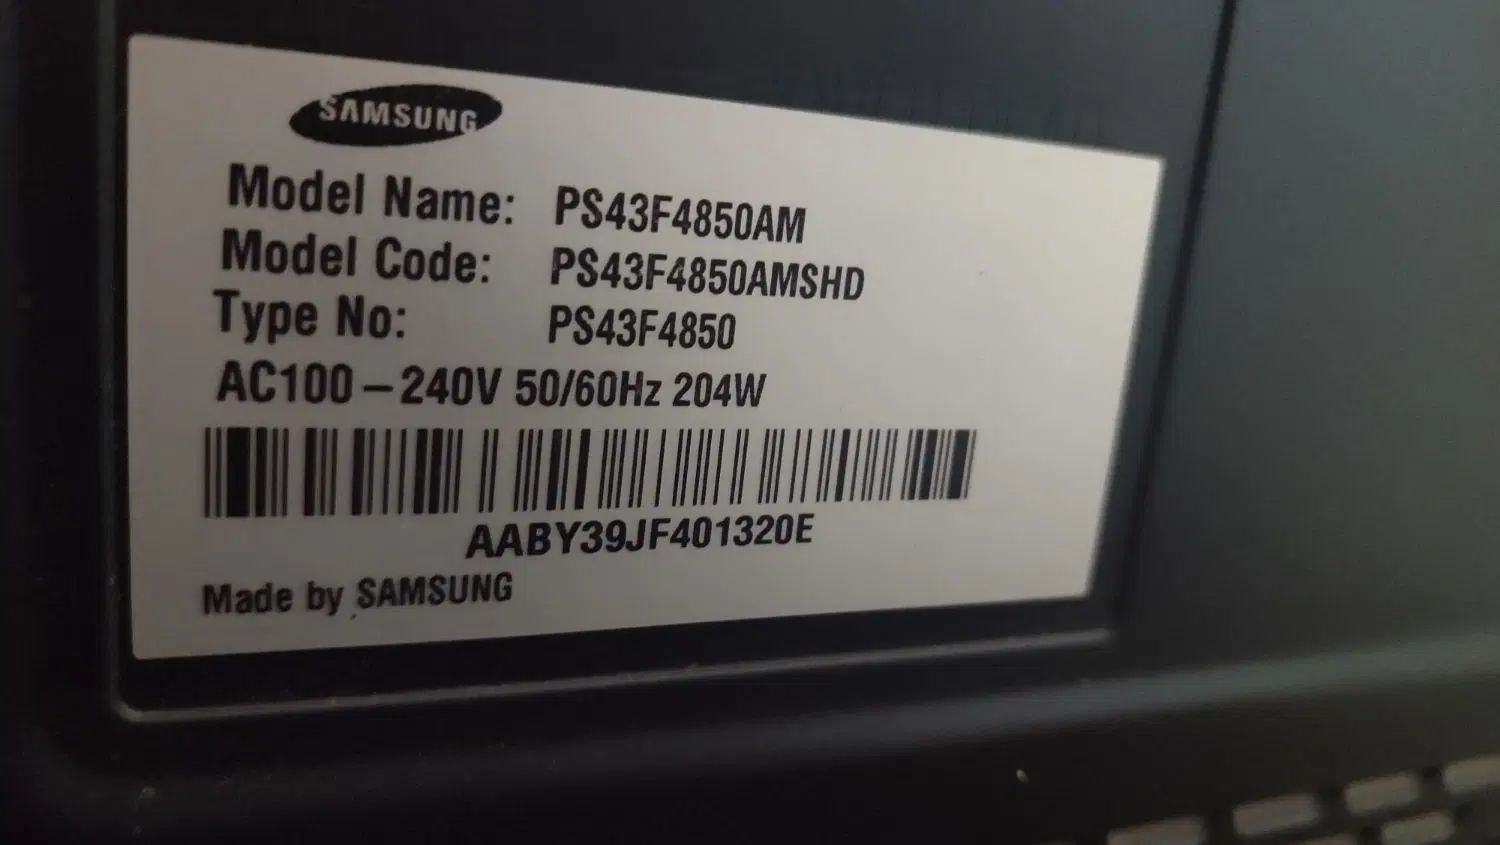 SAMSUNG
Model Name: PS43F4850AM
Model Code: PS43F4850AMSHD
Type No: PS43F4850
AC100-240V 50/60Hz 204W
AABY39JF401320E
Made by SAMSUNG